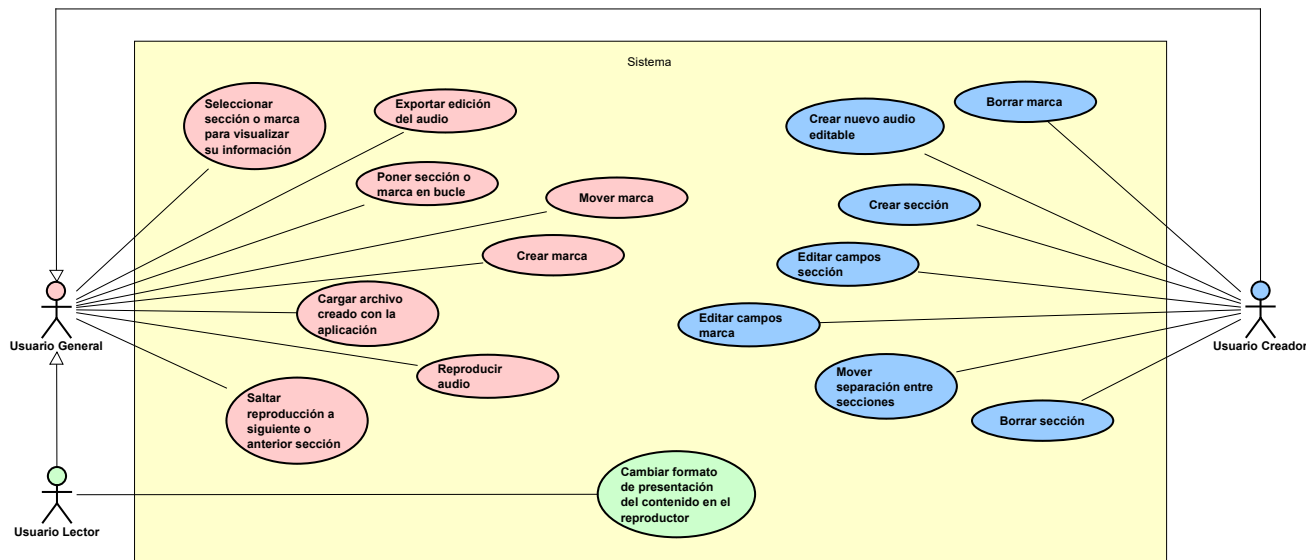 Sistema
Seleccionar
sección o marca
para visualizar
su información
Exportar edición
del audio
Poner sección o
marca en bucle
Mover marca
Crear marca
Cargar archivo
creado con la
aplicación
Reproducir
audio
Saltar
reproducción a
siguiente o
anterior sección
Usuario General
Usuario Lector
Cambiar formato
de presentación
del contenido en el
reproductor
Crear nuevo audio
editable
Borrar marca
Crear sección
Editar campos
sección
Editar campos
marca
Mover
separación entre
secciones
Borrar sección
Usuario Creador